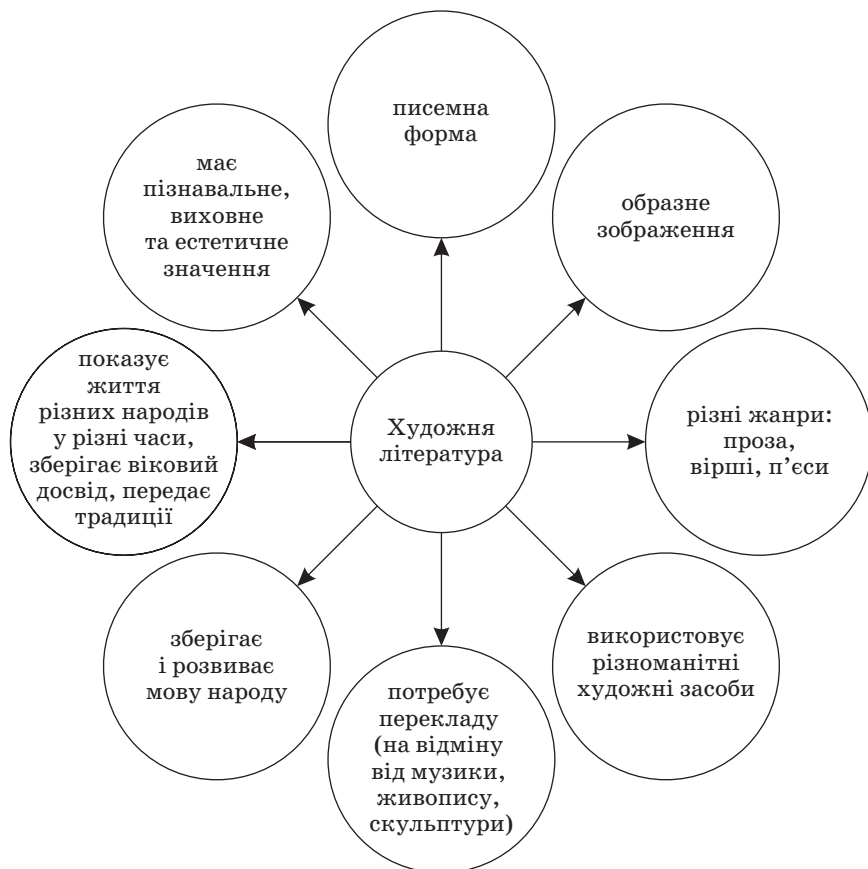 писемна
форма
образне
зображення
різні жанри:
проза,
вірші, п’єси
використовує
різноманітні
художні засоби
потребує
перекладу
(на відміну
від музики,
живопису,
скульптури)
зберігає
і розвиває
мову народу
показує
життя
різних народів
у різні часи,
зберігає віковий
досвід, передає
традиції
має
пізнавальне,
виховне
та естетичне
значення
Художня
література